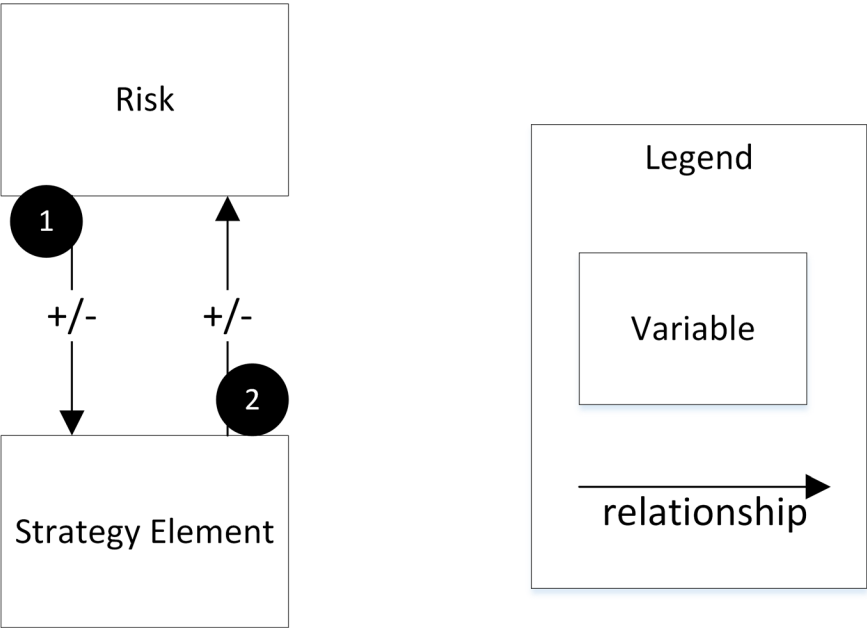 Risk
1
+/-
+/-
2
Strategy Element
Legend
Variable
relationship